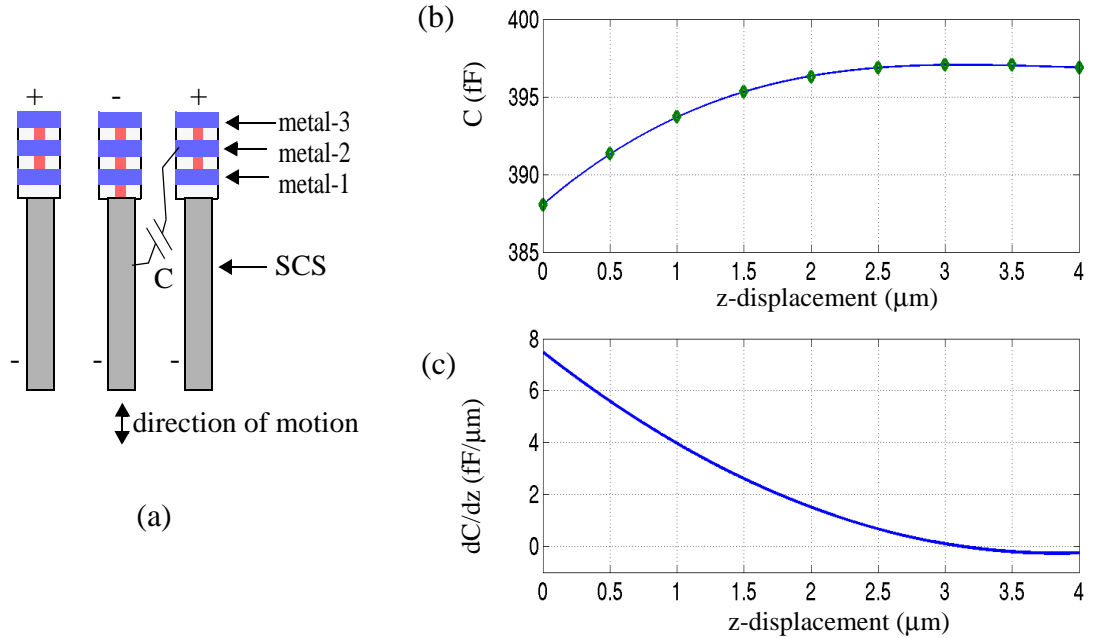 + - +
metal-3
metal-2
metal-1
C
SCS
- - -
direction of motion
(a)
(b)
C (fF)
400
395
390
385
0 0.5 1 1.5 2 2.5 3 3.5 4
z-displacement (μm)
(c)
dC/dz (fF/μm)
8
6
4
2
0
0 0.5 1 1.5 2 2.5 3 3.5 4
z-displacement (μm)